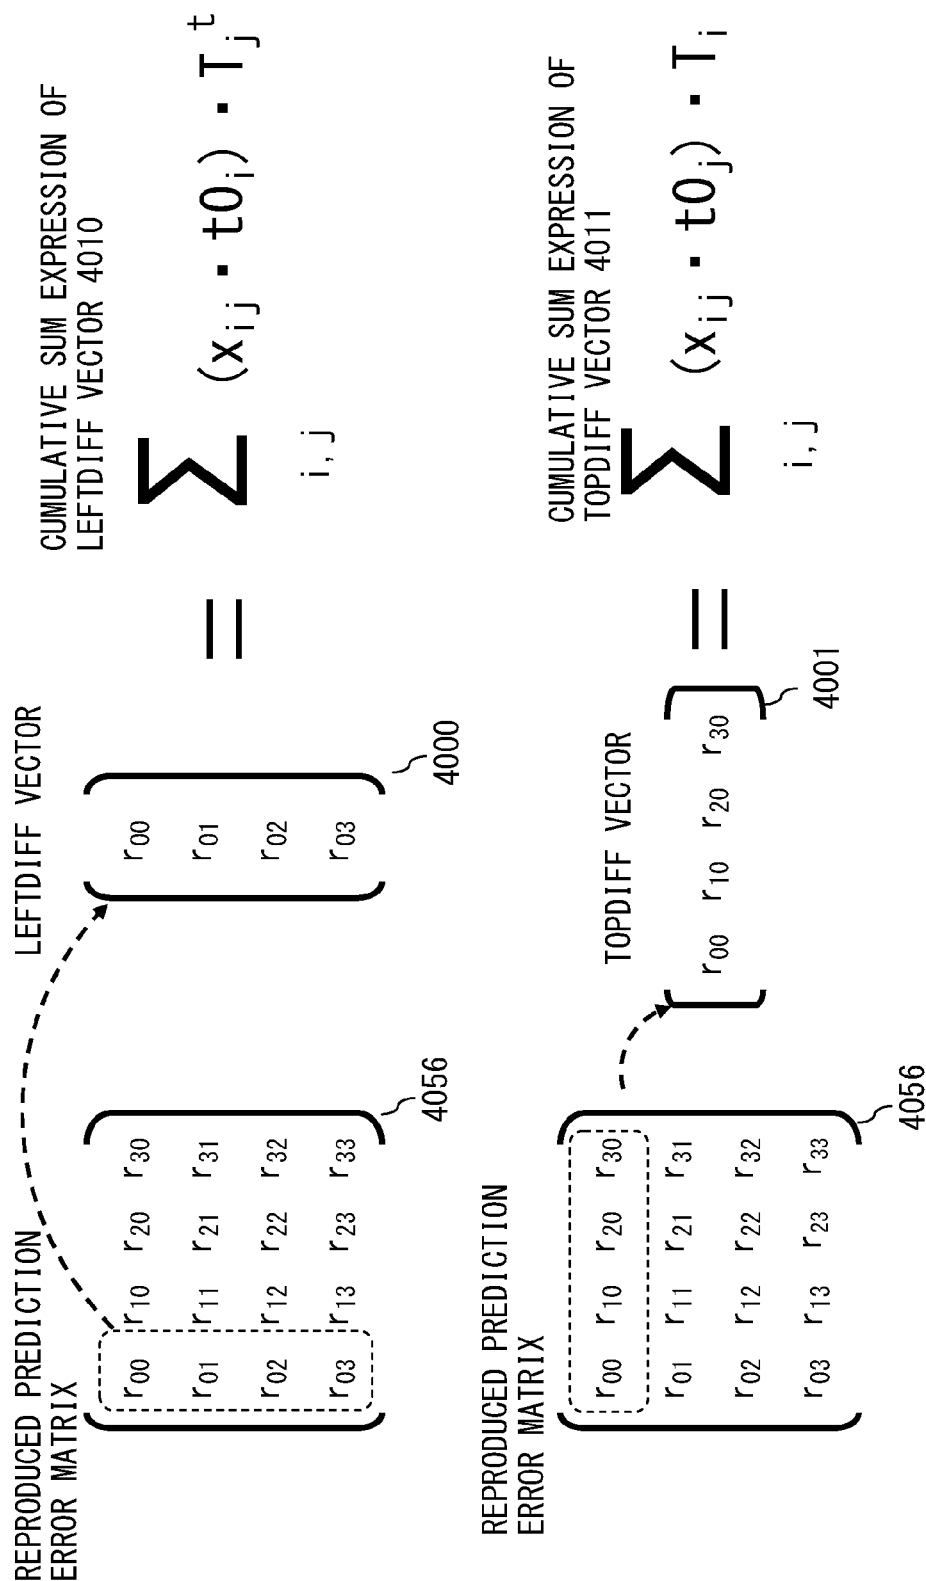 REPRODUCED PREDICTION
ERROR MATRIX
r00 r10 r20 r30
r01 r11 r21 r31
r02 r12 r22 r32
r03 r13 r23 r33
4056
LEFTDIFF VECTOR
r00
r01
r02
r03
4000
=
CUMULATIVE SUM EXPRESSION OF
LEFTDIFF VECTOR 4010
Σ (xij · t0i) · Tj^t
i,j
REPRODUCED PREDICTION
ERROR MATRIX
r00 r10 r20 r30
r01 r11 r21 r31
r02 r12 r22 r32
r03 r13 r23 r33
4056
TOPDIFF VECTOR
r00 r10 r20 r30
4001
=
CUMULATIVE SUM EXPRESSION OF
TOPDIFF VECTOR 4011
Σ (xij · t0j) · Ti
i,j